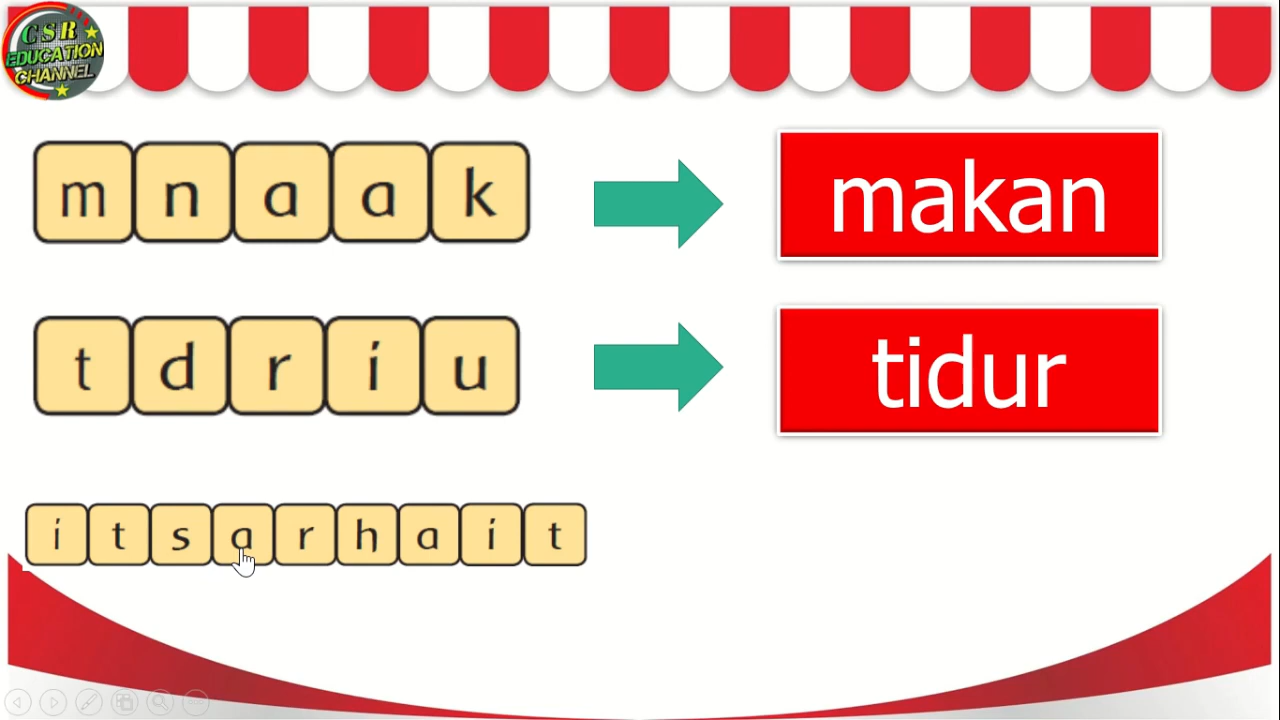 CSR
EDUCATION
CHANNEL
m n a a k
makan
t d r i u
tidur
i t s a r h a i t